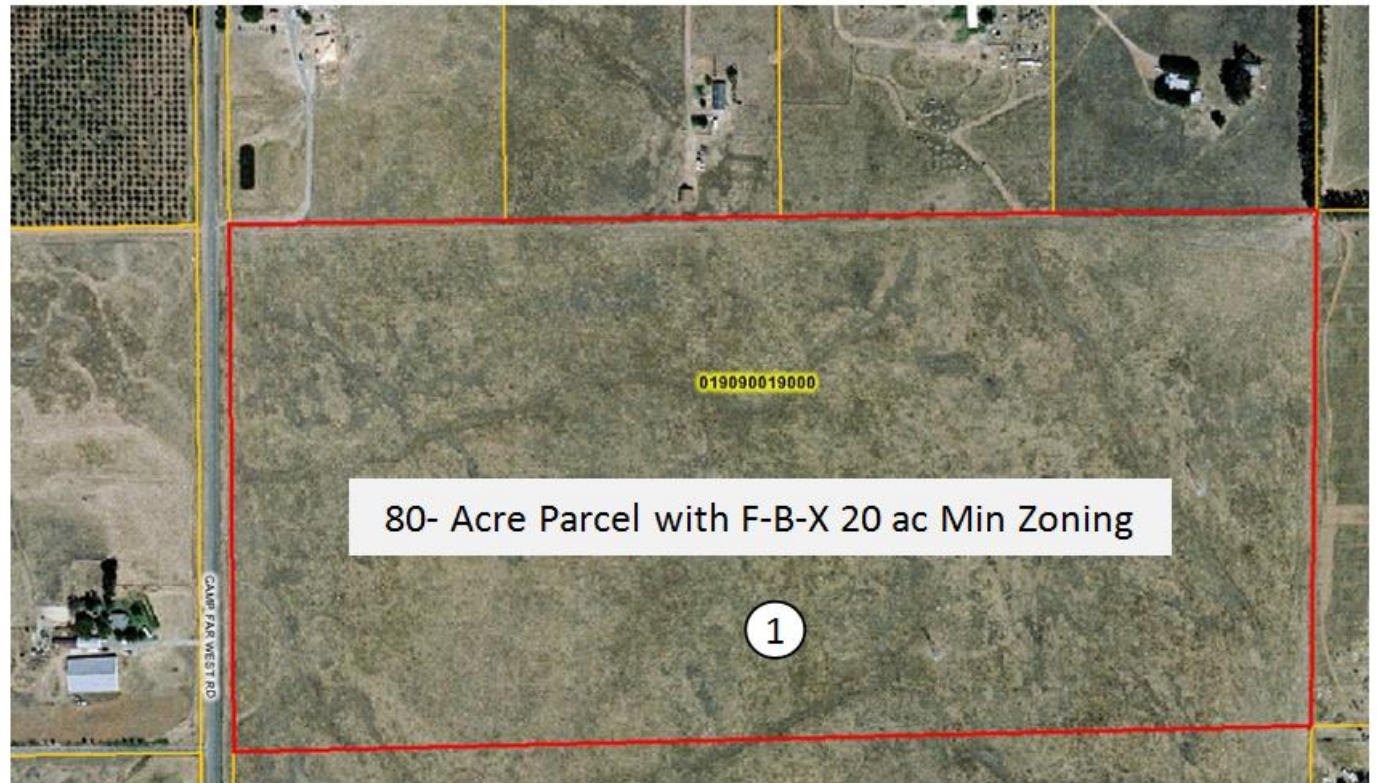 019090019000
80- Acre Parcel with F-B-X 20 ac Min Zoning
CAMP FAR WEST RD
1